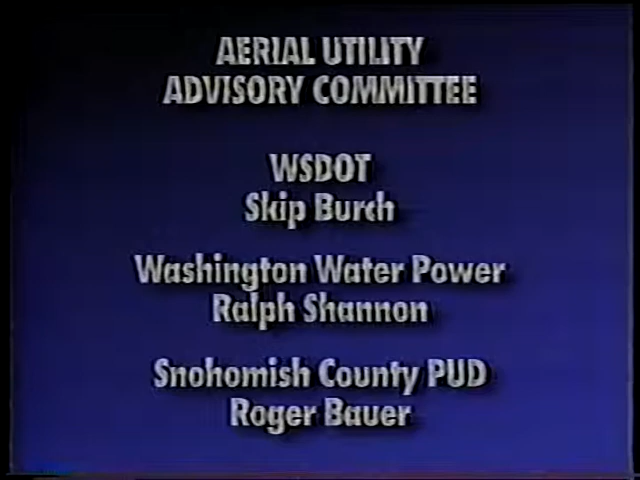 AERIAL UTILITY
ADVISORY COMMITTEE
WSDOT
Skip Burch
Washington Water Power
Ralph Shannon
Snohomish County PUD
Roger Bauer